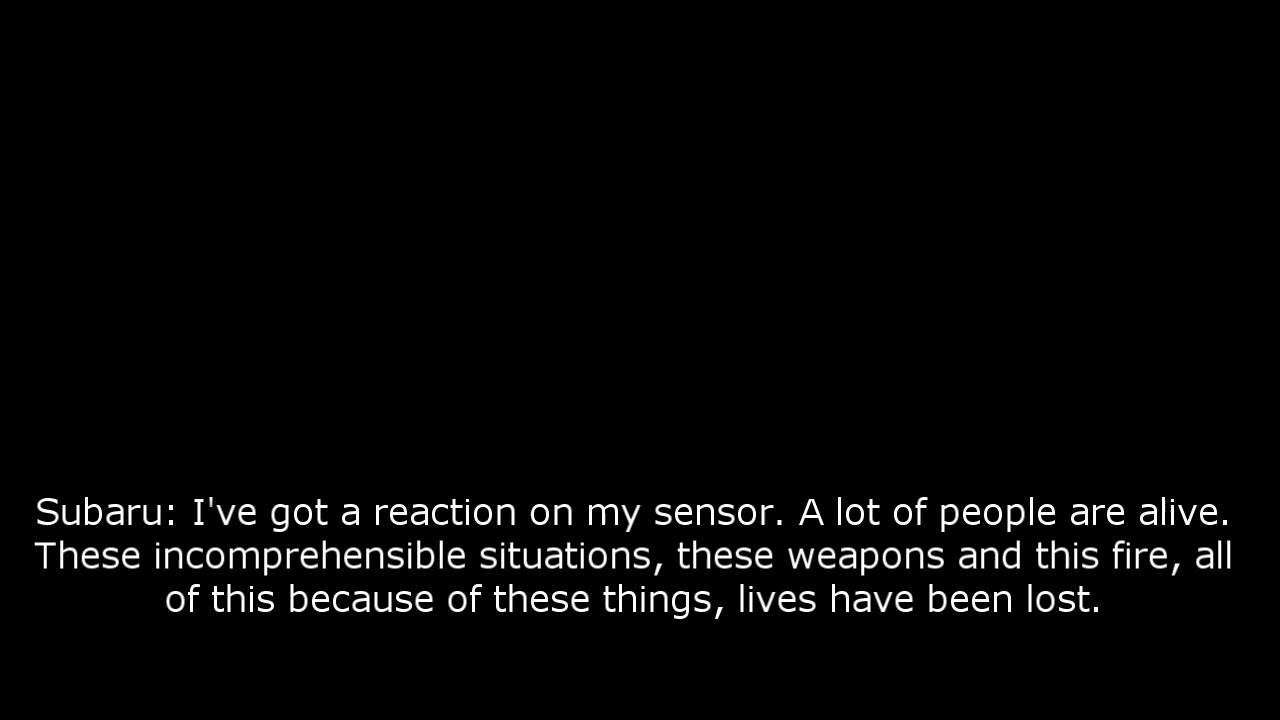 Subaru: I've got a reaction on my sensor. A lot of people are alive.
These incomprehensible situations, these weapons and this fire, all
of this because of these things, lives have been lost.